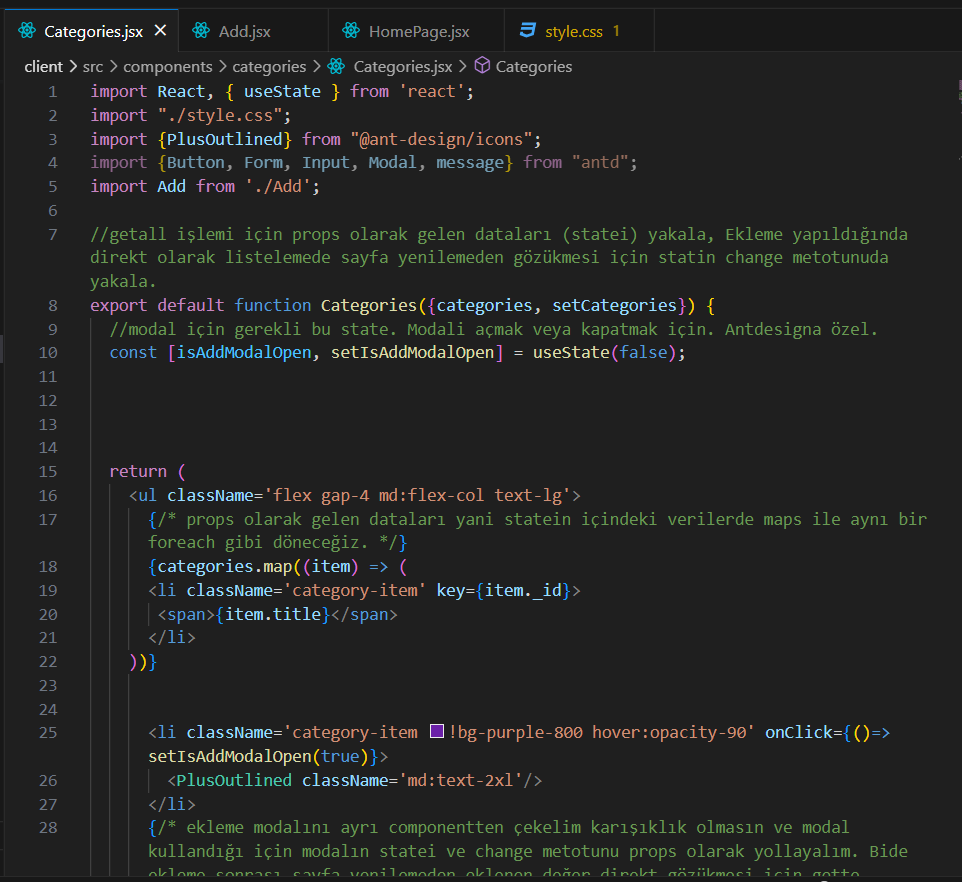 Categories.jsx
Add.jsx
HomePage.jsx
style.css 1
client > src > components > categories > Categories.jsx > Categories
1 import React, { useState } from 'react';
2 import "./style.css";
3 import {PlusOutlined} from "@ant-design/icons";
4 import {Button, Form, Input, Modal, message} from "antd";
5 import Add from './Add';
6
7 //getall işlemi için props olarak gelen dataları (statei) yakala, Ekleme yapıldığında
direkt olarak listelemede sayfa yenilemeden gözükmesi için statin change metotunuda
yakala.
8 export default function Categories({categories, setCategories}) {
9 //modal için gerekli bu state. Modali açmak veya kapatmak için. Antdesigna özel.
10 const [isAddModalOpen, setIsAddModalOpen] = useState(false);
11
12
13
14
15 return (
16 <ul className='flex gap-4 md:flex-col text-lg'>
17 {/* props olarak gelen dataları yani statein içindeki verilerde maps ile aynı bir
foreach gibi döneceğiz. */}
18 {categories.map((item) => (
19 <li className='category-item' key={item._id}>
20 <span>{item.title}</span>
21 </li>
22 ))}
23
24
25 <li className='category-item !bg-purple-800 hover:opacity-90' onClick={()=>
setIsAddModalOpen(true)}>
26 <PlusOutlined className='md:text-2xl'/>
27 </li>
28 {/* ekleme modalını ayrı componentten çekelim karışıklık olmasın ve modal
kullandığı için modalın statei ve change metotunu props olarak yollayalım. Bide
ekleme sonrası sayfa yenilemeden eklenen değer direkt gözükmesi için gette